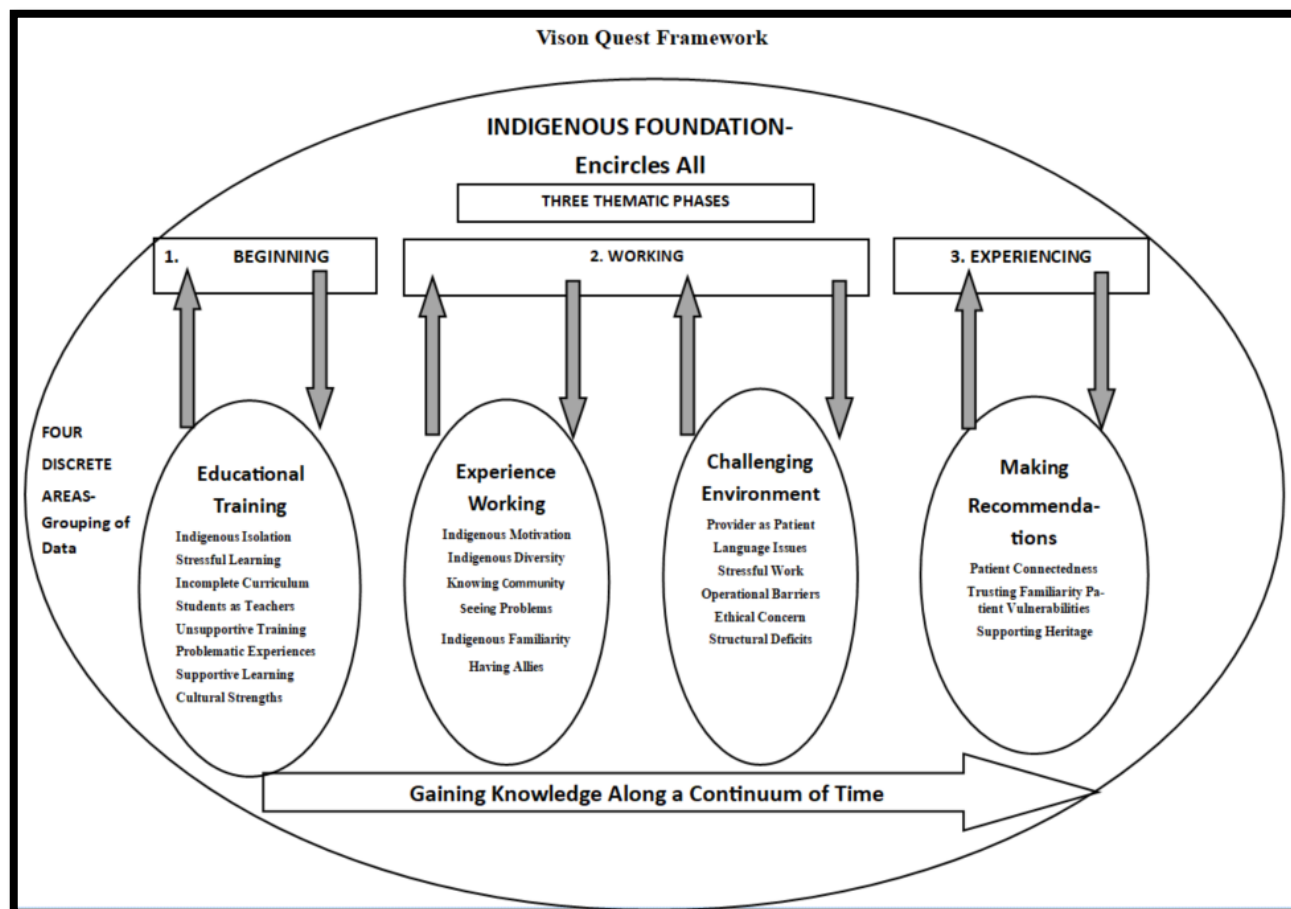 Vison Quest Framework
INDIGENOUS FOUNDATION-
Encircles All
THREE THEMATIC PHASES
1. BEGINNING
2. WORKING
3. EXPERIENCING
FOUR
DISCRETE
AREAS-
Grouping of
Data
Educational
Training
Indigenous Isolation
Stressful Learning
Incomplete Curriculum
Students as Teachers
Unsupportive Training
Problematic Experiences
Supportive Learning
Cultural Strengths
Experience
Working
Indigenous Motivation
Indigenous Diversity
Knowing Community
Seeing Problems
Indigenous Familiarity
Having Allies
Challenging
Environment
Provider as Patient
Language Issues
Stressful Work
Operational Barriers
Ethical Concern
Structural Deficits
Making
Recommenda-
tions
Patient Connectedness
Trusting Familiarity Pa-
tient Vulnerabilities
Supporting Heritage
Gaining Knowledge Along a Continuum of Time